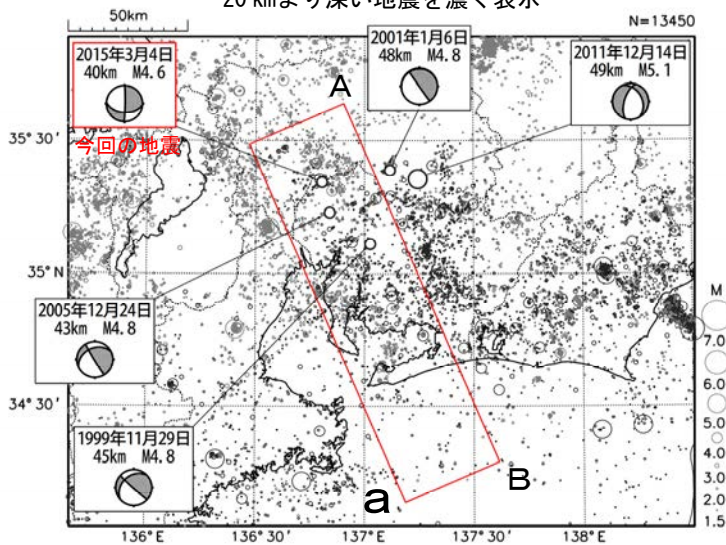 20 kmより深い地震を濃く表示
50km
N=13450
2015年3月4日
40km M4.6
今回の地震
2001年1月6日
48km M4.8
2011年12月14日
49km M5.1
A
35°30′
35°N
34°30′
2005年12月24日
43km M4.8
1999年11月29日
45km M4.8
a
B
M
7.0
6.0
5.0
4.0
3.0
2.0
1.5
136°E
136°30′
137°E
137°30′
138°E